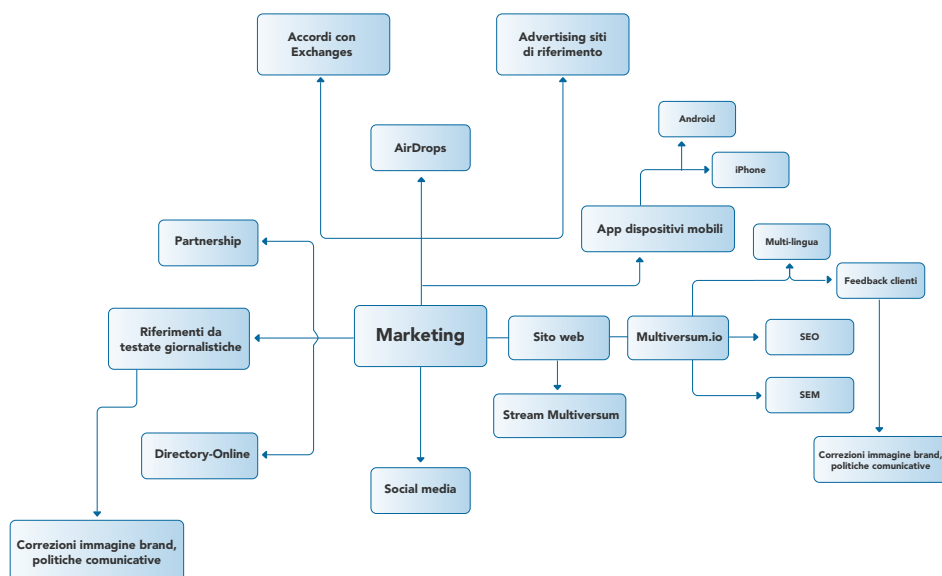 Accordi con
Exchanges
Advertising siti
di riferimento
Android
AirDrops
iPhone
Partnership
App dispositivi mobili
Multi-lingua
Feedback clienti
Riferimenti da
testate giornalistiche
Marketing
Sito web
Multiversum.io
SEO
SEM
Stream Multiversum
Directory-Online
Correzioni immagine brand,
politiche comunicative
Social media
Correzioni immagine brand,
politiche comunicative